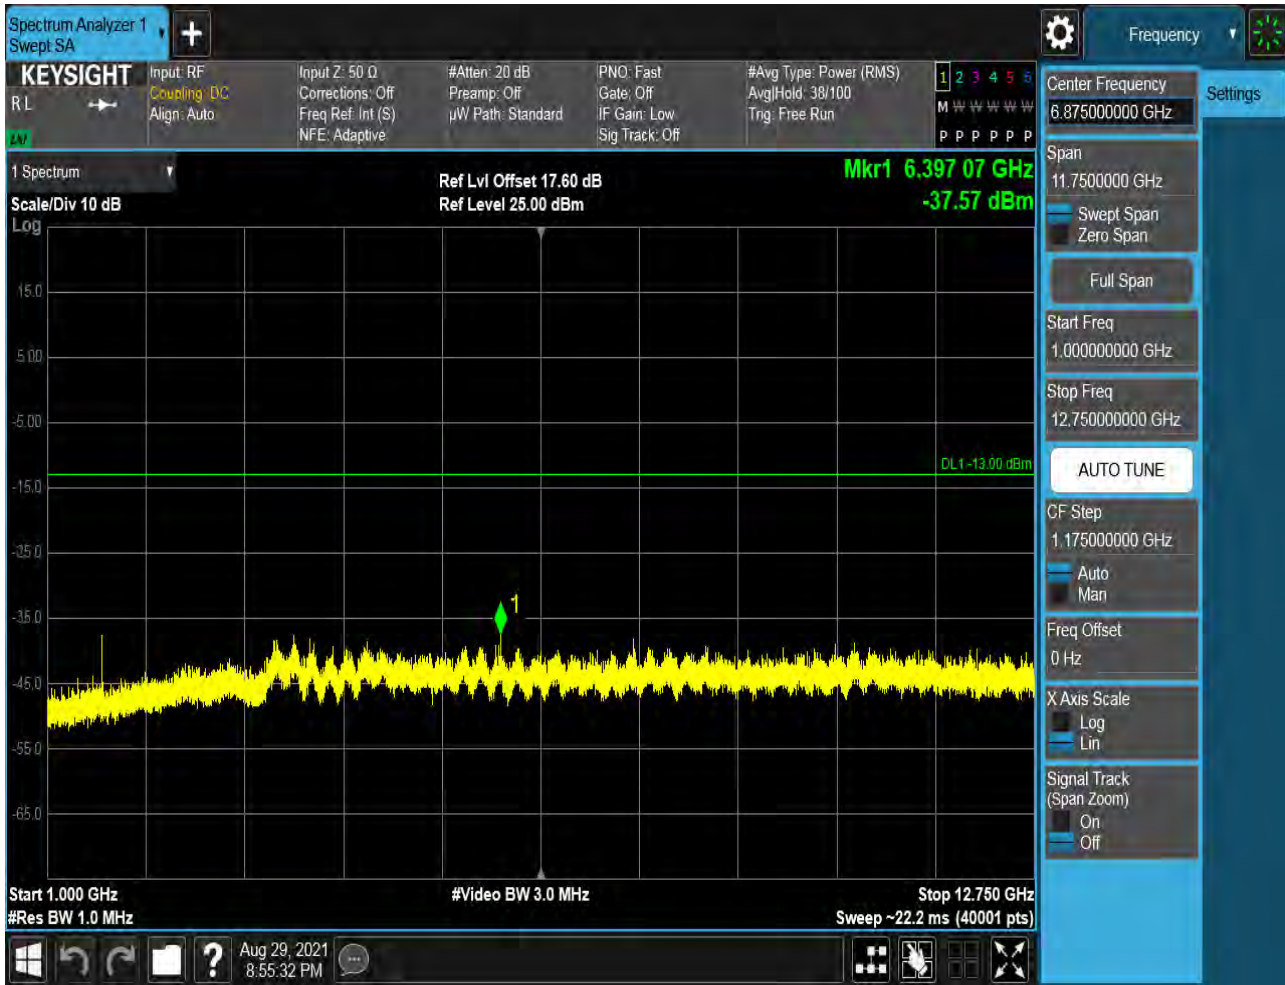 Spectrum Analyzer 1
Swept SA
Frequency
KEYSIGHT
R L
LNI
Input: RF
Coupling: DC
Align: Auto
Input Z: 50 Ω
Corrections: Off
Freq Ref: Int (S)
NFE: Adaptive
#Atten: 20 dB
Preamp: Off
µW Path: Standard
PNO: Fast
Gate: Off
IF Gain: Low
Sig Track: Off
#Avg Type: Power (RMS)
Avg|Hold: 38/100
Trig: Free Run
1 2 3 4 5 6
M W W W W W
P P P P P P
1 Spectrum
Scale/Div 10 dB
Log
Ref Lvl Offset 17.60 dB
Ref Level 25.00 dBm
Mkr1 6.397 07 GHz
-37.57 dBm
15.0
5.00
-5.00
DL1 -13.00 dBm
-15.0
-25.0
1
-35.0
-45.0
-55.0
-65.0
Start 1.000 GHz
#Video BW 3.0 MHz
Stop 12.750 GHz
#Res BW 1.0 MHz
Sweep ~22.2 ms (40001 pts)
Aug 29, 2021
8:55:32 PM
Center Frequency
6.875000000 GHz
Settings
Span
11.7500000 GHz
Swept Span
Zero Span
Full Span
Start Freq
1.000000000 GHz
Stop Freq
12.750000000 GHz
AUTO TUNE
CF Step
1.175000000 GHz
Auto
Man
Freq Offset
0 Hz
X Axis Scale
Log
Lin
Signal Track
(Span Zoom)
On
Off